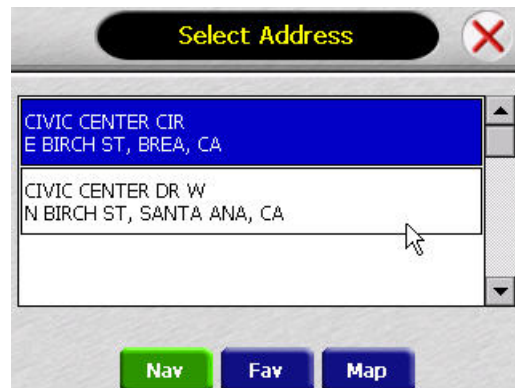 Select Address
CIVIC CENTER CIR
E BIRCH ST, BREA, CA
CIVIC CENTER DR W
N BIRCH ST, SANTA ANA, CA
Nav Fav Map